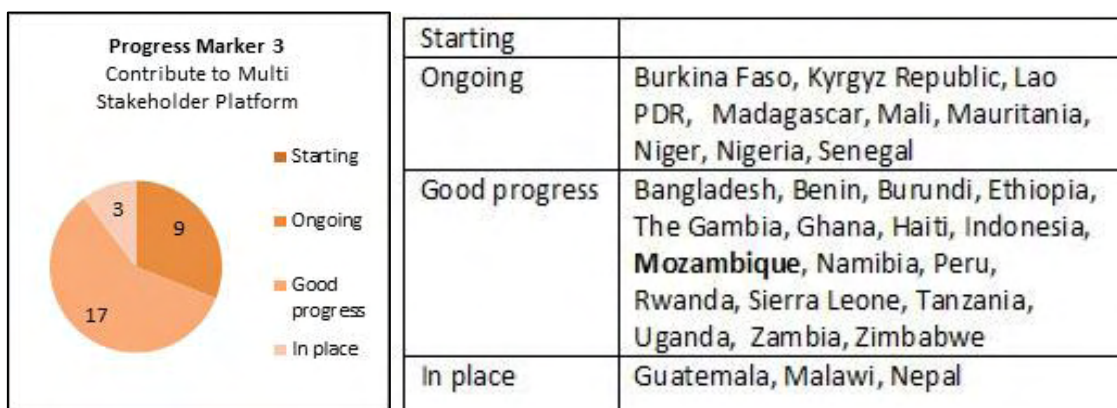 Progress Marker 3
Contribute to Multi
Stakeholder Platform
Starting
Ongoing
Good
progress
In place
3
9
17
Starting
Ongoing
Burkina Faso, Kyrgyz Republic, Lao
PDR, Madagascar, Mali, Mauritania,
Niger, Nigeria, Senegal
Good progress
Bangladesh, Benin, Burundi, Ethiopia,
The Gambia, Ghana, Haiti, Indonesia,
Mozambique, Namibia, Peru,
Rwanda, Sierra Leone, Tanzania,
Uganda, Zambia, Zimbabwe
In place
Guatemala, Malawi, Nepal